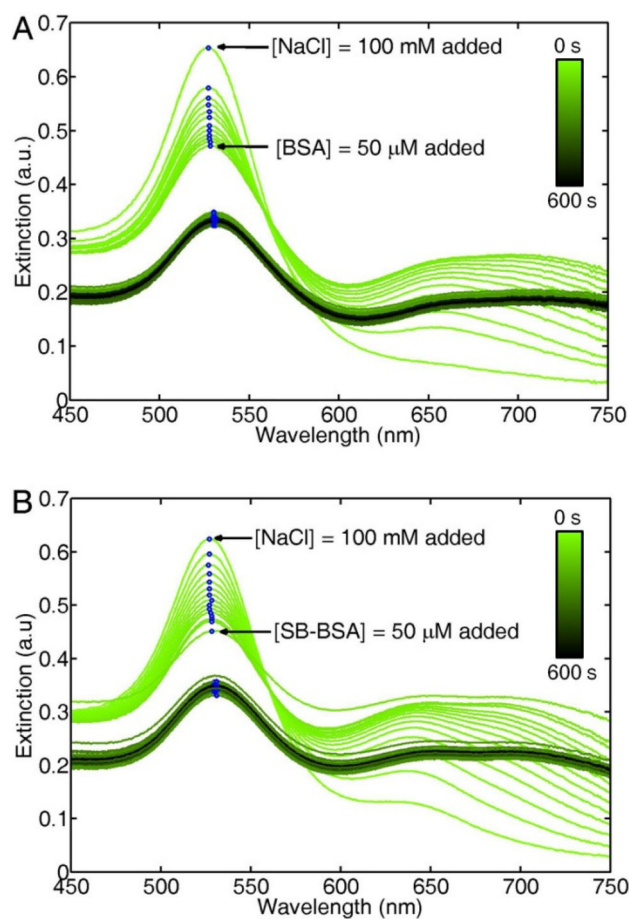 A
[NaCl] = 100 mM added
[BSA] = 50 μM added
0 s
600 s
Extinction (a.u.)
0.7
0.6
0.5
0.4
0.3
0.2
0.1
0
450 500 550 600 650 700 750
Wavelength (nm)
B
[NaCl] = 100 mM added
[SB-BSA] = 50 μM added
0 s
600 s
Extinction (a.u)
0.7
0.6
0.5
0.4
0.3
0.2
0.1
0
450 500 550 600 650 700 750
Wavelength (nm)